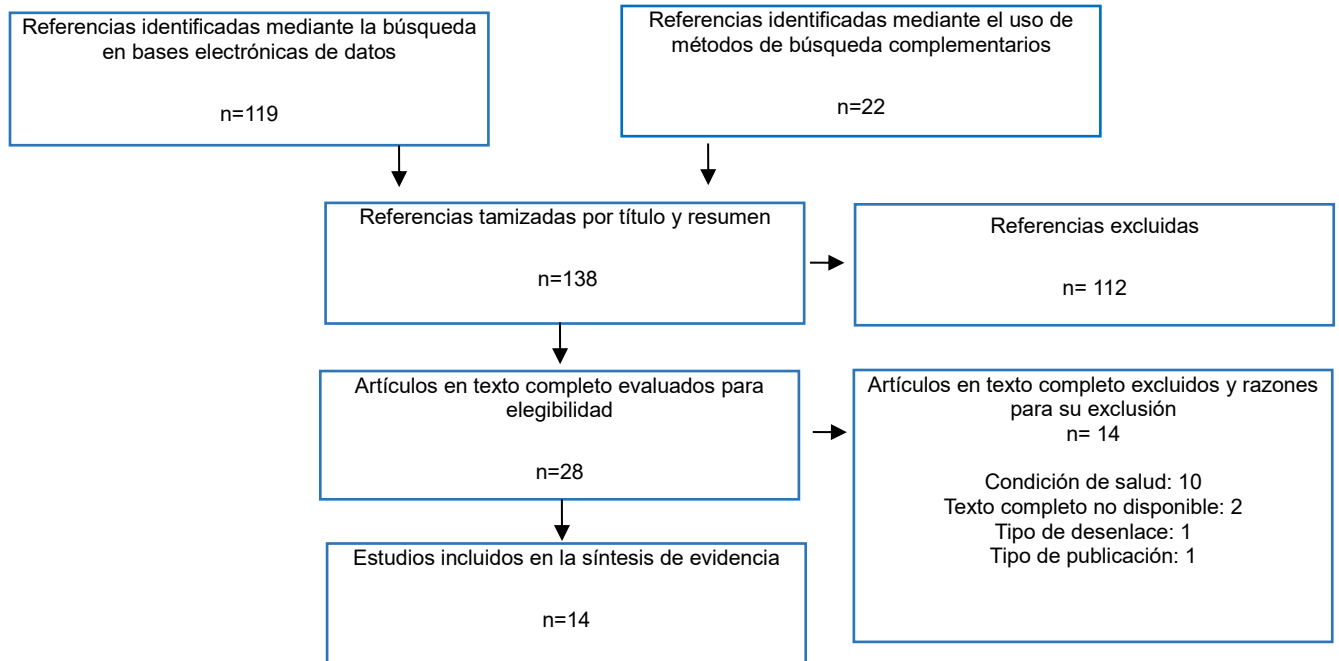 Referencias identificadas mediante la búsqueda
en bases electrónicas de datos
n=119
Referencias identificadas mediante el uso de
métodos de búsqueda complementarios
n=22
Referencias tamizadas por título y resumen
n=138
Referencias excluidas
n= 112
Artículos en texto completo evaluados para
elegibilidad
n=28
Artículos en texto completo excluidos y razones
para su exclusión
n= 14
Condición de salud: 10
Texto completo no disponible: 2
Tipo de desenlace: 1
Tipo de publicación: 1
Estudios incluidos en la síntesis de evidencia
n=14